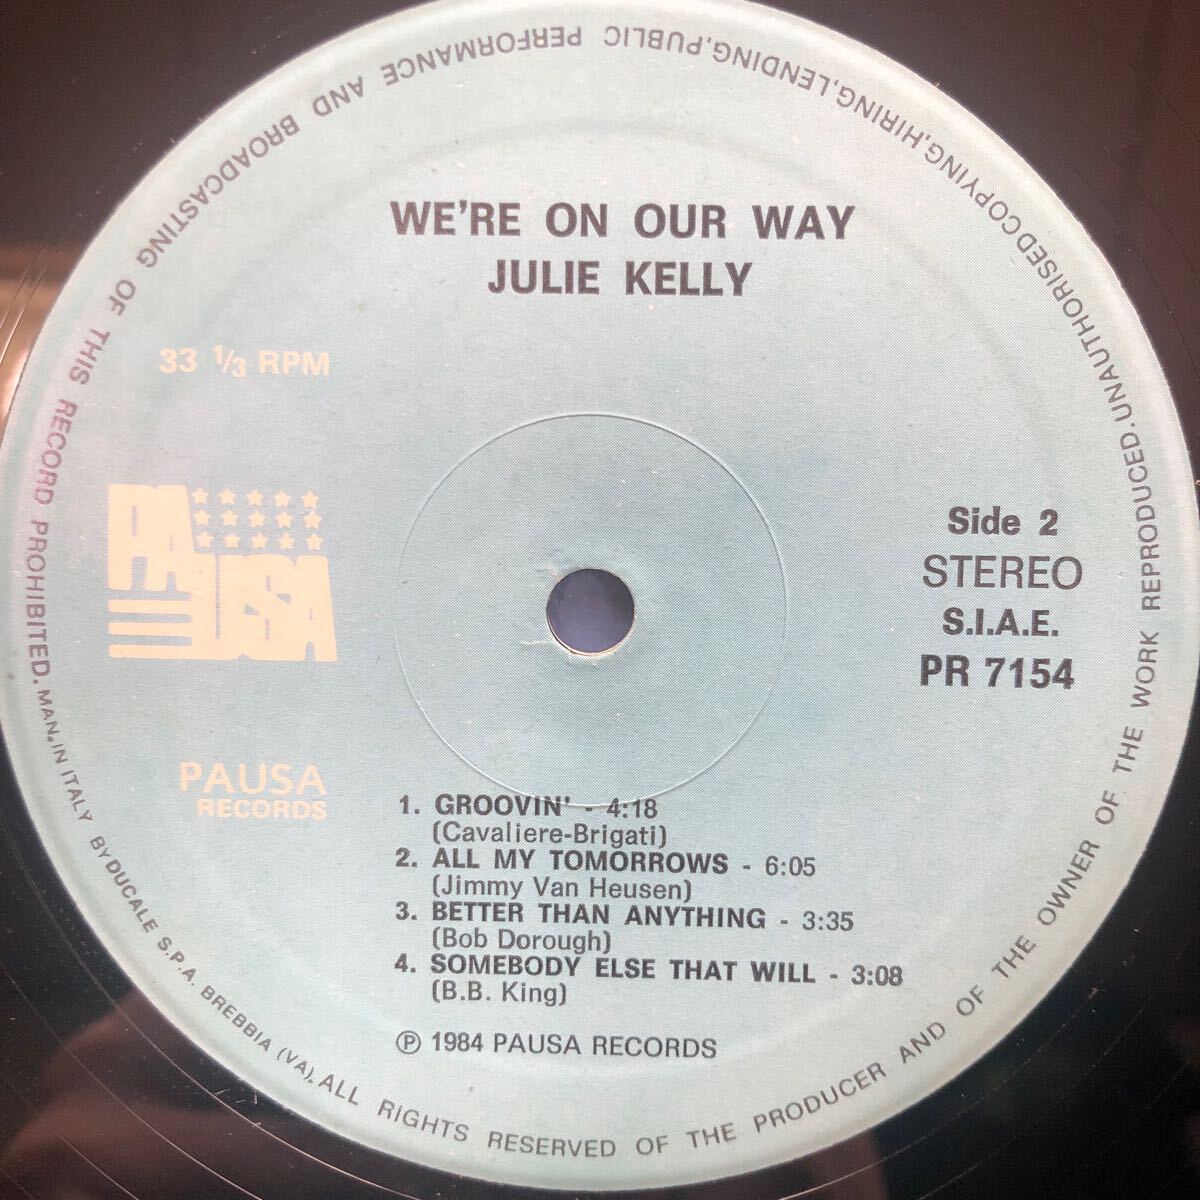 WE'RE ON OUR WAY
JULIE KELLY
33 1/3 RPM
PAUSA
Side 2
STEREO
S.I.A.E.
PR 7154
PAUSA
RECORDS
1. GROOVIN' - 4:18
(Cavaliere-Brigati)
2. ALL MY TOMORROWS - 6:05
(Jimmy Van Heusen)
3. BETTER THAN ANYTHING - 3:35
(Bob Dorough)
4. SOMEBODY ELSE THAT WILL - 3:08
(B.B. King)
℗ 1984 PAUSA RECORDS
MAN. IN ITALY BY DUCALE S.P.A. BREBBIA (VA). ALL RIGHTS RESERVED OF THE PRODUCER AND OF THE OWNER OF THE WORK REPRODUCED. UNAUTHORISED COPYING, HIRING, LENDING, PUBLIC PERFORMANCE AND BROADCASTING OF THIS RECORD PROHIBITED.